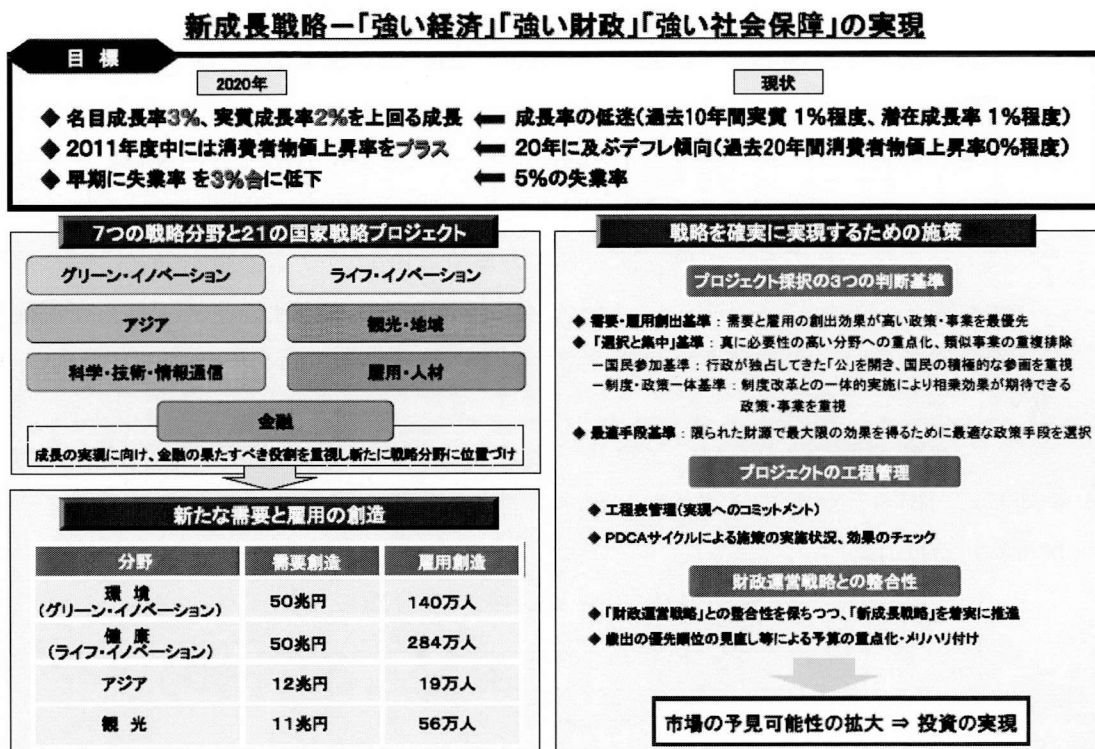 新成長戦略－「強い経済」「強い財政」「強い社会保障」の実現
目 標
2020年
現状
◆ 名目成長率3%、実質成長率2%を上回る成長 ← 成長率の低迷(過去10年間実質 1%程度、潜在成長率 1%程度)
◆ 2011年度中には消費者物価上昇率をプラス ← 20年に及ぶデフレ傾向(過去20年間消費者物価上昇率0%程度)
◆ 早期に失業率 を3%台に低下 ← 5%の失業率
7つの戦略分野と21の国家戦略プロジェクト
グリーン・イノベーション
ライフ・イノベーション
アジア
観光・地域
科学・技術・情報通信
雇用・人材
金融
成長の実現に向け、金融の果たすべき役割を重視し新たに戦略分野に位置づけ
新たな需要と雇用の創造
分野 需要創造 雇用創造
環 境
(グリーン・イノベーション) 50兆円 140万人
健 康
(ライフ・イノベーション) 50兆円 284万人
アジア 12兆円 19万人
観 光 11兆円 56万人
戦略を確実に実現するための施策
プロジェクト採択の3つの判断基準
◆ 需要・雇用創出基準：需要と雇用の創出効果が高い政策・事業を最優先
◆ 「選択と集中」基準：真に必要性の高い分野への重点化、類似事業の重複排除
－国民参加基準：行政が独占してきた「公」を開き、国民の積極的な参画を重視
－制度・政策一体基準：制度改革との一体的実施により相乗効果が期待できる
政策・事業を重視
◆ 最適手段基準：限られた財源で最大限の効果を得るために最適な政策手段を選択
プロジェクトの工程管理
◆ 工程表管理(実現へのコミットメント)
◆ PDCAサイクルによる施策の実施状況、効果のチェック
財政運営戦略との整合性
◆ 「財政運営戦略」との整合性を保ちつつ、「新成長戦略」を着実に推進
◆ 歳出の優先順位の見直し等による予算の重点化・メリハリ付け
市場の予見可能性の拡大 ⇒ 投資の実現